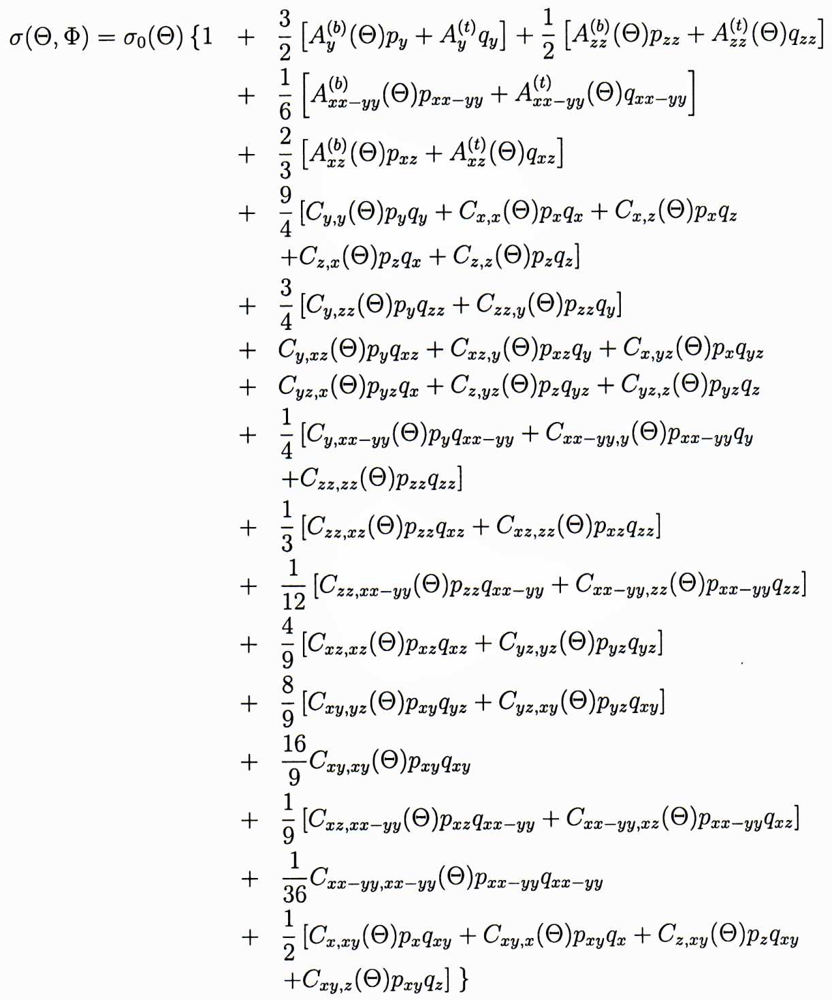 σ(Θ, Φ) = σ₀(Θ) {1 + 3/2 [A_y^{(b)}(Θ)p_y + A_y^{(t)} q_y] + 1/2 [A_{zz}^{(b)}(Θ)p_{zz} + A_{zz}^{(t)}(Θ)q_{zz}]
+ 1/6 [A_{xx−yy}^{(b)}(Θ)p_{xx−yy} + A_{xx−yy}^{(t)}(Θ)q_{xx−yy}]
+ 2/3 [A_{xz}^{(b)}(Θ)p_{xz} + A_{xz}^{(t)}(Θ)q_{xz}]
+ 9/4 [C_{y,y}(Θ)p_y q_y + C_{x,x}(Θ)p_x q_x + C_{x,z}(Θ)p_x q_z
+C_{z,x}(Θ)p_z q_x + C_{z,z}(Θ)p_z q_z]
+ 3/4 [C_{y,zz}(Θ)p_y q_{zz} + C_{zz,y}(Θ)p_{zz} q_y]
+ C_{y,xz}(Θ)p_y q_{xz} + C_{xz,y}(Θ)p_{xz} q_y + C_{x,yz}(Θ)p_x q_{yz}
+ C_{yz,x}(Θ)p_{yz} q_x + C_{z,yz}(Θ)p_z q_{yz} + C_{yz,z}(Θ)p_{yz} q_z
+ 1/4 [C_{y,xx−yy}(Θ)p_y q_{xx−yy} + C_{xx−yy,y}(Θ)p_{xx−yy} q_y
+C_{zz,zz}(Θ)p_{zz} q_{zz}]
+ 1/3 [C_{zz,xz}(Θ)p_{zz} q_{xz} + C_{xz,zz}(Θ)p_{xz} q_{zz}]
+ 1/12 [C_{zz,xx−yy}(Θ)p_{zz} q_{xx−yy} + C_{xx−yy,zz}(Θ)p_{xx−yy} q_{zz}]
+ 4/9 [C_{xz,xz}(Θ)p_{xz} q_{xz} + C_{yz,yz}(Θ)p_{yz} q_{yz}]
+ 8/9 [C_{xy,yz}(Θ)p_{xy} q_{yz} + C_{yz,xy}(Θ)p_{yz} q_{xy}]
+ 16/9 C_{xy,xy}(Θ)p_{xy} q_{xy}
+ 1/9 [C_{xz,xx−yy}(Θ)p_{xz} q_{xx−yy} + C_{xx−yy,xz}(Θ)p_{xx−yy} q_{xz}]
+ 1/36 C_{xx−yy,xx−yy}(Θ)p_{xx−yy} q_{xx−yy}
+ 1/2 [C_{x,xy}(Θ)p_x q_{xy} + C_{xy,x}(Θ)p_{xy} q_x + C_{z,xy}(Θ)p_z q_{xy}
+C_{xy,z}(Θ)p_{xy} q_z] }